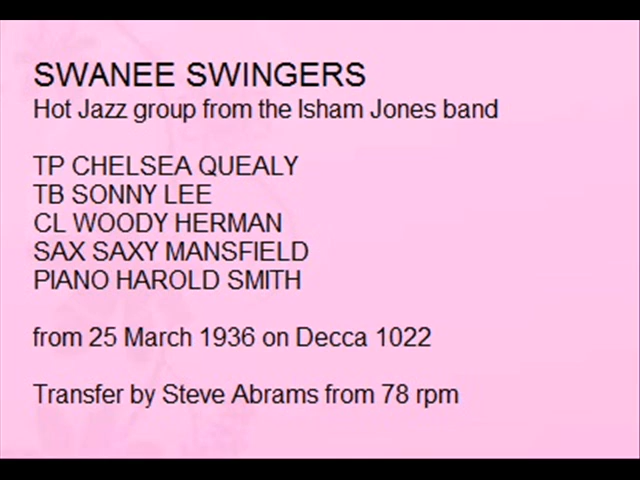 SWANEE SWINGERS
Hot Jazz group from the Isham Jones band
TP CHELSEA QUEALY
TB SONNY LEE
CL WOODY HERMAN
SAX SAXY MANSFIELD
PIANO HAROLD SMITH
from 25 March 1936 on Decca 1022
Transfer by Steve Abrams from 78 rpm